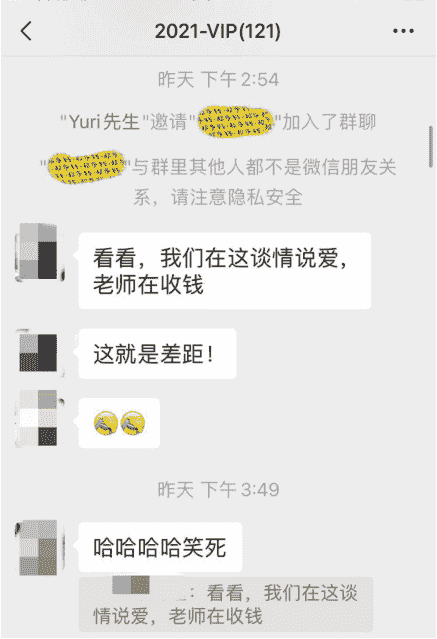 2021-VIP(121)
昨天 下午2:54
"Yuri先生"邀请" "加入了群聊
" "与群里其他人都不是微信朋友关
系，请注意隐私安全
看看，我们在这谈情说爱，
老师在收钱
这就是差距！
昨天 下午3:49
哈哈哈哈笑死
：看看，我们在这谈
情说爱，老师在收钱